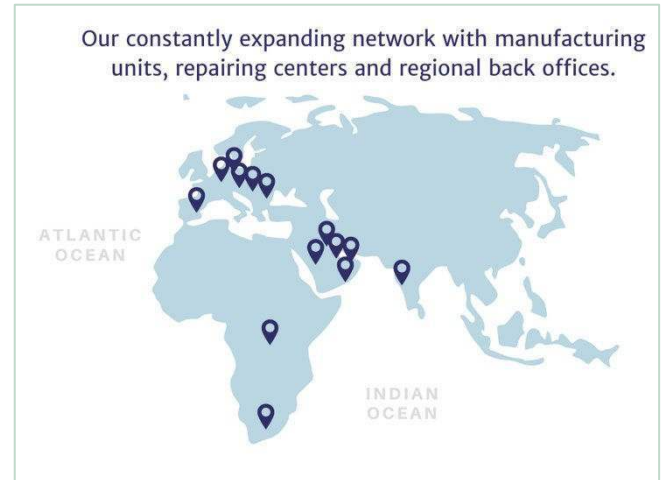 Our constantly expanding network with manufacturing
units, repairing centers and regional back offices.
ATLANTIC
OCEAN
INDIAN
OCEAN